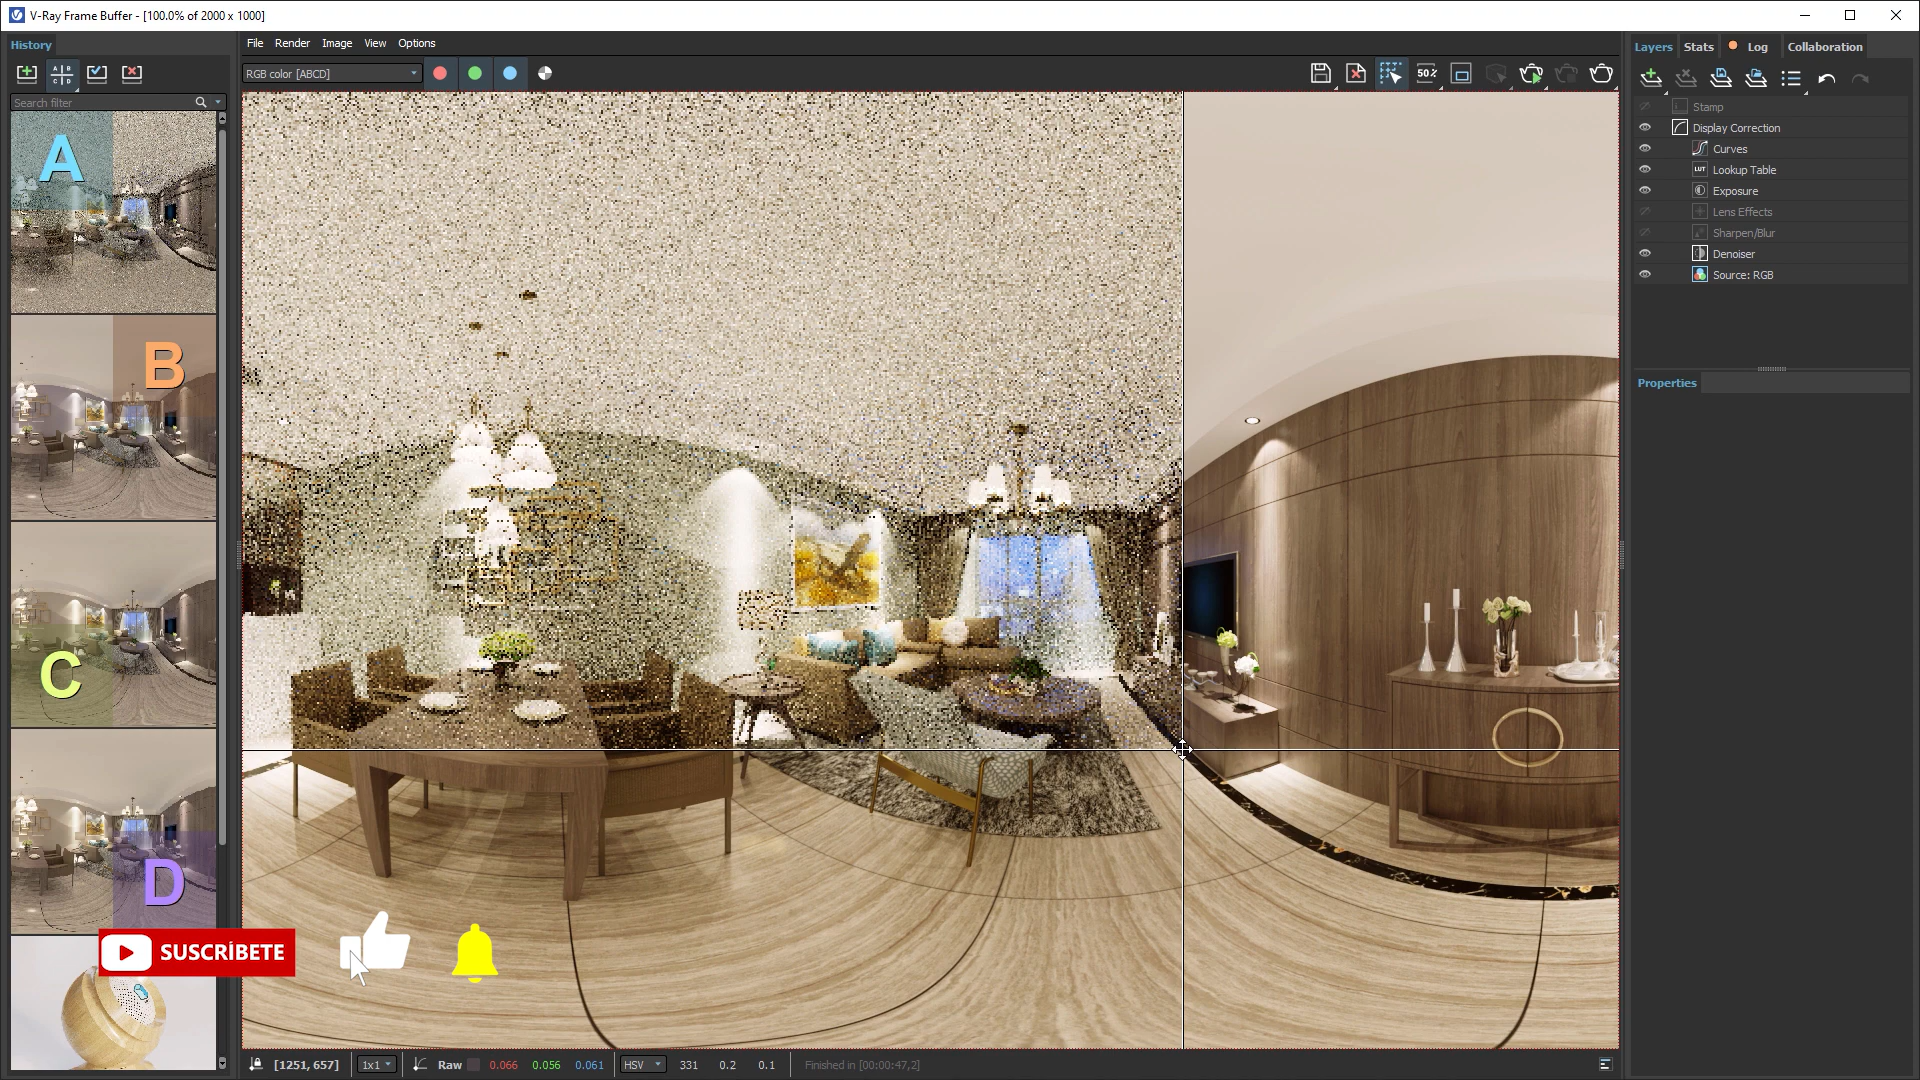 V-Ray Frame Buffer - [100.0% of 2000 x 1000]
History
File Render Image View Options
Layers Stats Log Collaboration
RGB color [ABCD]
50%
Search filter
A
B
C
D
Stamp
Display Correction
Curves
LUT Lookup Table
Exposure
Lens Effects
Sharpen/Blur
Denoiser
Source: RGB
Properties
SUSCRÍBETE
[1251, 657] 1x1 Raw 0.066 0.056 0.061 HSV 331 0.2 0.1 Finished in [00:00:47,2]